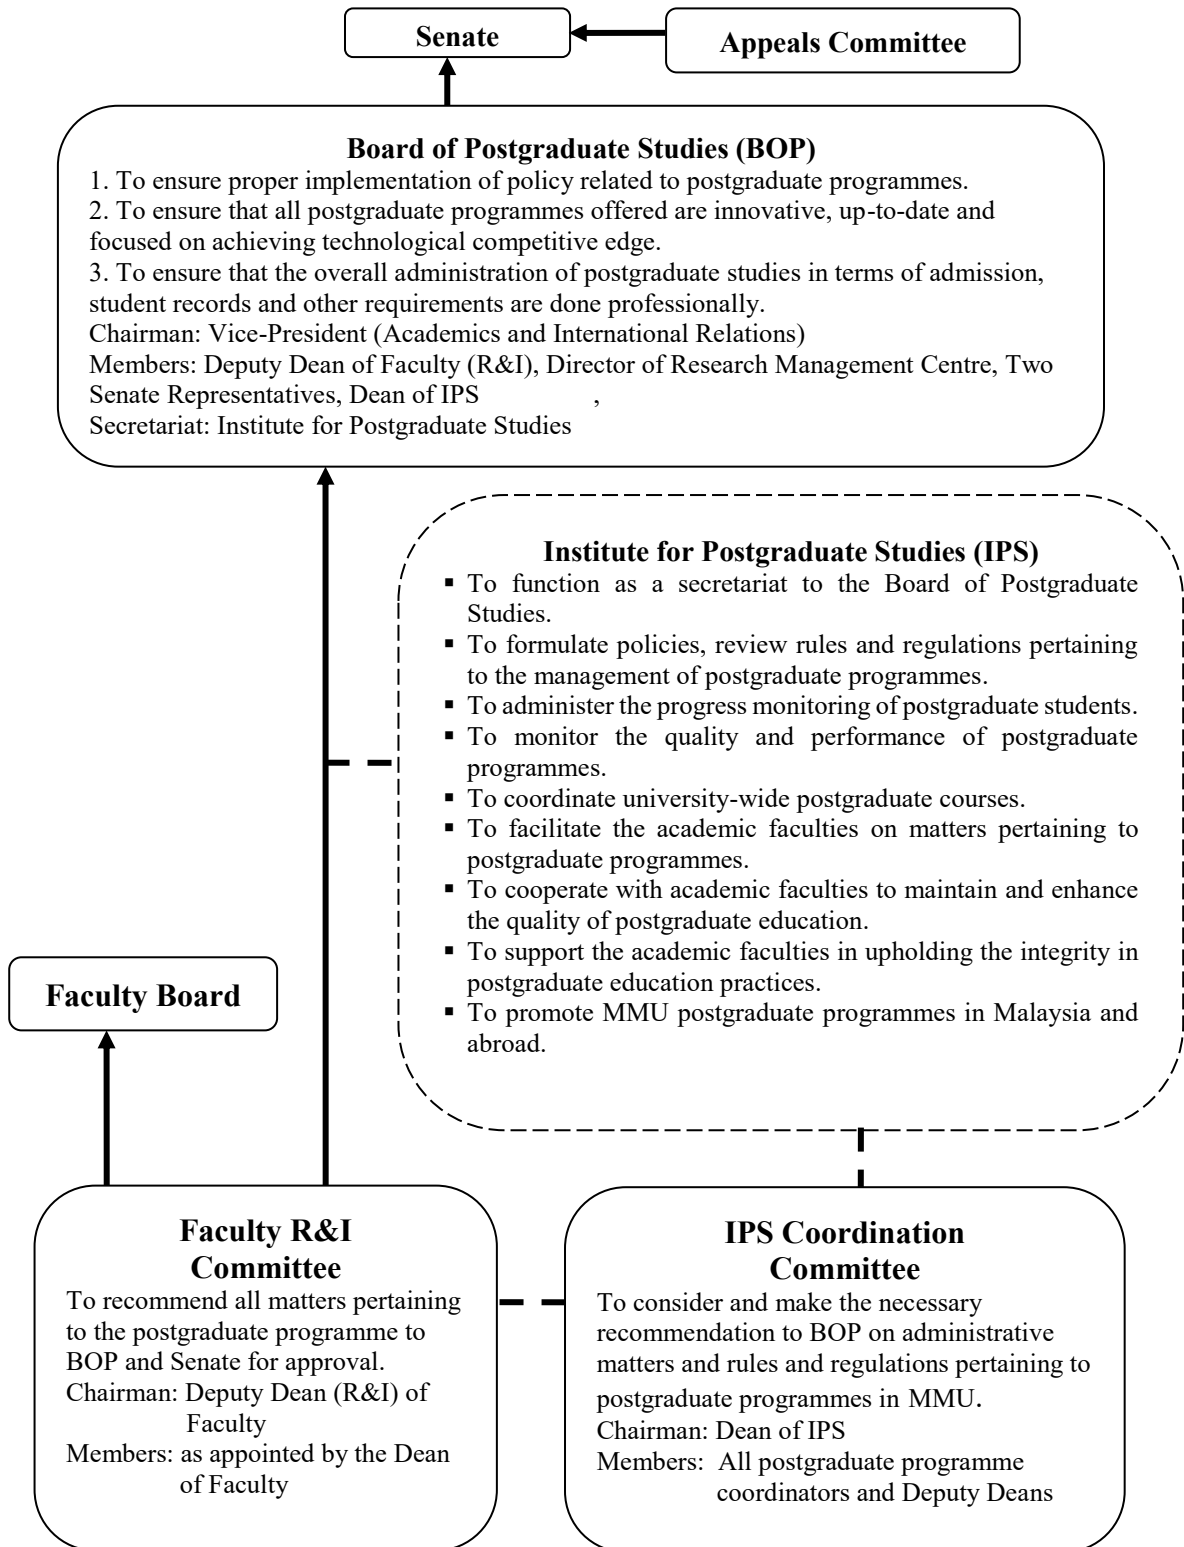 Senate
Appeals Committee
Board of Postgraduate Studies (BOP)
1. To ensure proper implementation of policy related to postgraduate programmes.
2. To ensure that all postgraduate programmes offered are innovative, up-to-date and
focused on achieving technological competitive edge.
3. To ensure that the overall administration of postgraduate studies in terms of admission,
student records and other requirements are done professionally.
Chairman: Vice-President (Academics and International Relations)
Members: Deputy Dean of Faculty (R&I), Director of Research Management Centre, Two
Senate Representatives, Dean of IPS ,
Secretariat: Institute for Postgraduate Studies
Institute for Postgraduate Studies (IPS)
▪ To function as a secretariat to the Board of Postgraduate
Studies.
▪ To formulate policies, review rules and regulations pertaining
to the management of postgraduate programmes.
▪ To administer the progress monitoring of postgraduate students.
▪ To monitor the quality and performance of postgraduate
programmes.
▪ To coordinate university-wide postgraduate courses.
▪ To facilitate the academic faculties on matters pertaining to
postgraduate programmes.
▪ To cooperate with academic faculties to maintain and enhance
the quality of postgraduate education.
▪ To support the academic faculties in upholding the integrity in
postgraduate education practices.
▪ To promote MMU postgraduate programmes in Malaysia and
abroad.
Faculty Board
Faculty R&I
Committee
To recommend all matters pertaining
to the postgraduate programme to
BOP and Senate for approval.
Chairman: Deputy Dean (R&I) of
Faculty
Members: as appointed by the Dean
of Faculty
IPS Coordination
Committee
To consider and make the necessary
recommendation to BOP on administrative
matters and rules and regulations pertaining to
postgraduate programmes in MMU.
Chairman: Dean of IPS
Members: All postgraduate programme
coordinators and Deputy Deans